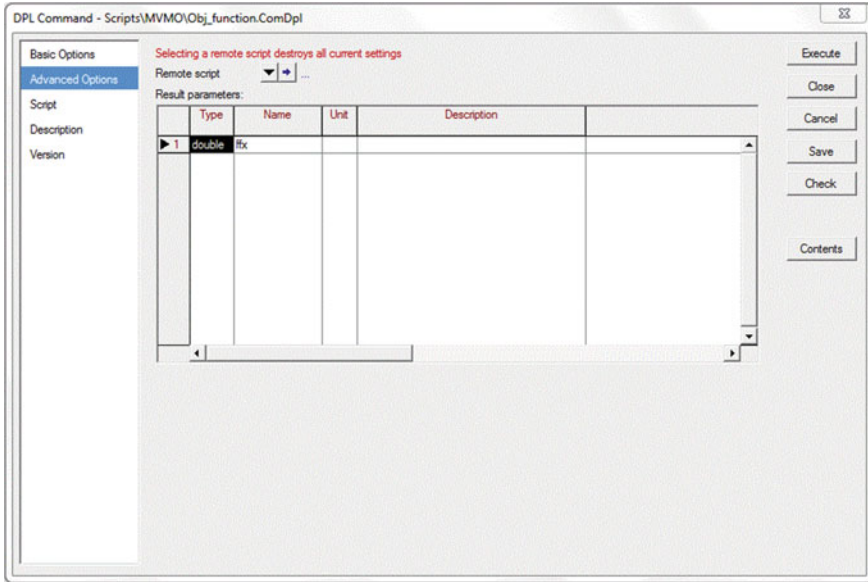 DPL Command - Scripts\MVMO\Obj_function.ComDpl
Basic Options
Advanced Options
Script
Description
Version
Selecting a remote script destroys all current settings
Remote script ...
Result parameters:
Type Name Unit Description
1 double ffx
Execute
Close
Cancel
Save
Check
Contents